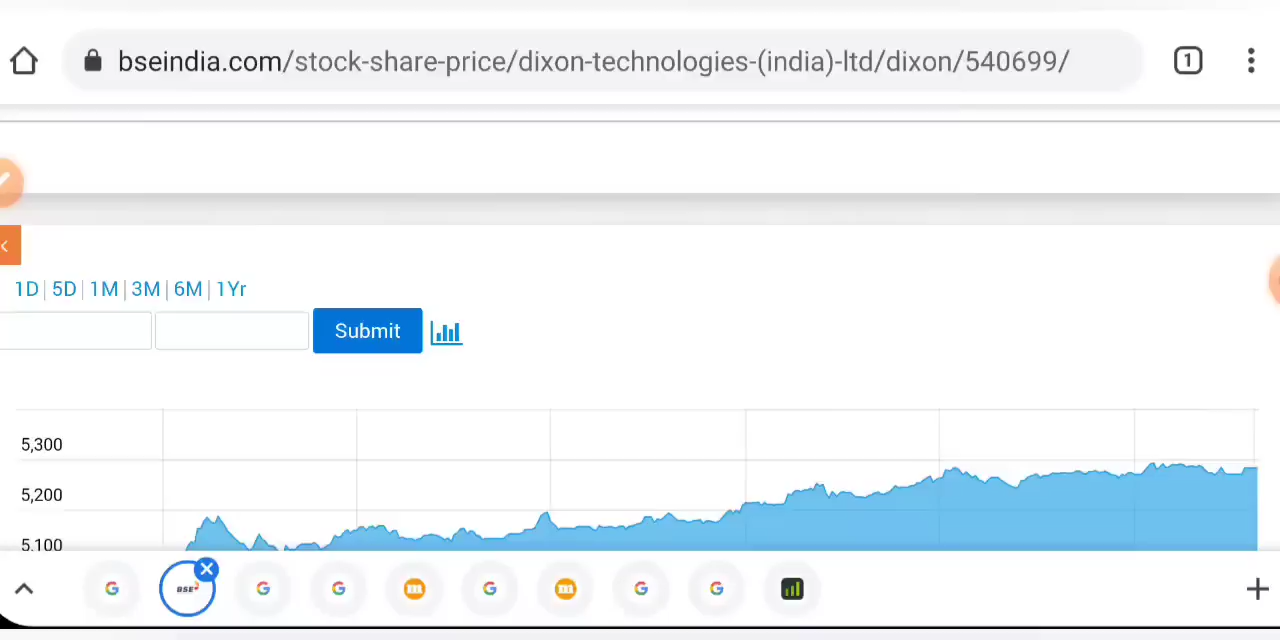 bseindia.com/stock-share-price/dixon-technologies-(india)-ltd/dixon/540699/
1
1D | 5D | 1M | 3M | 6M | 1Yr
Submit
5,300
5,200
5,100
G BSE G G m G m G G